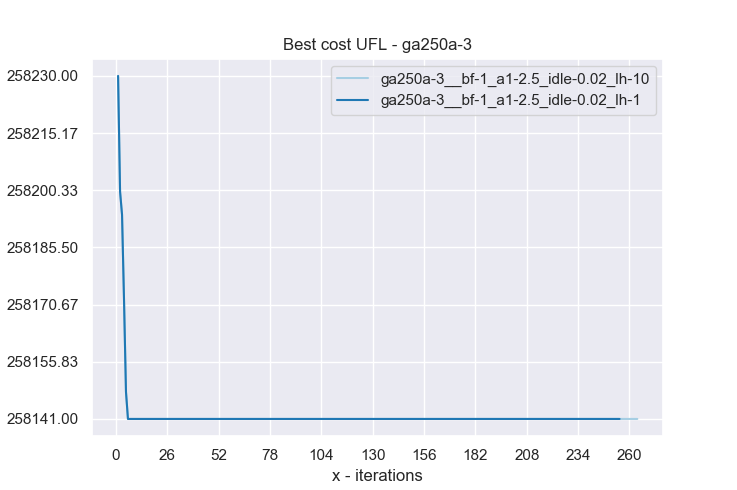 Best cost UFL - ga250a-3
258230.00
258215.17
258200.33
258185.50
258170.67
258155.83
258141.00
ga250a-3__bf-1_a1-2.5_idle-0.02_lh-10
ga250a-3__bf-1_a1-2.5_idle-0.02_lh-1
0 26 52 78 104 130 156 182 208 234 260
x - iterations